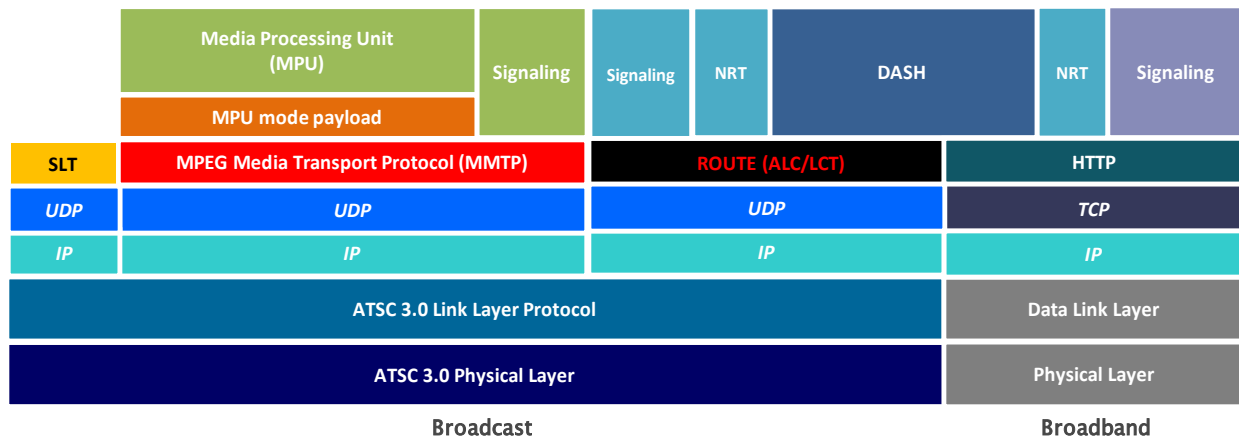 Media Processing Unit
(MPU)
Signaling
Signaling
NRT
DASH
NRT
Signaling
MPU mode payload
SLT
MPEG Media Transport Protocol (MMTP)
ROUTE (ALC/LCT)
HTTP
UDP
UDP
UDP
TCP
IP
IP
IP
IP
ATSC 3.0 Link Layer Protocol
Data Link Layer
ATSC 3.0 Physical Layer
Physical Layer
Broadcast
Broadband